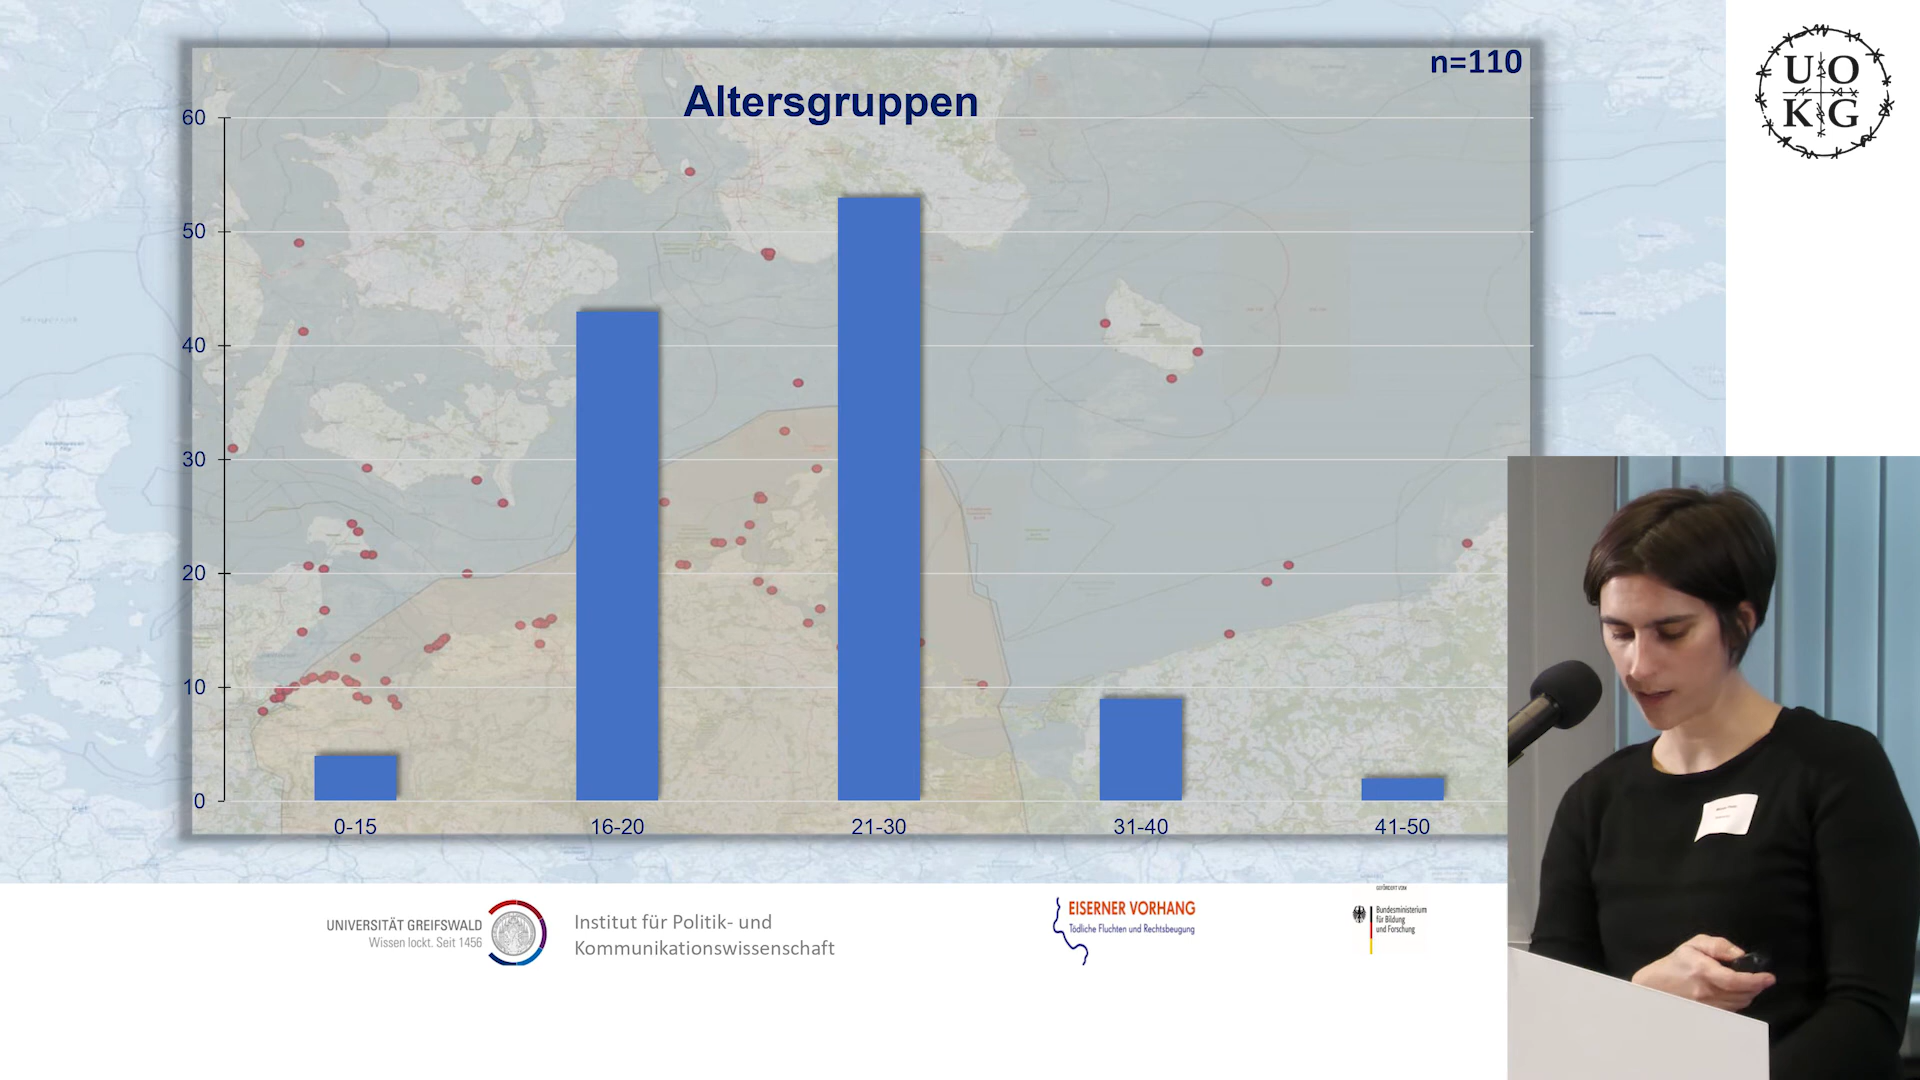 n=110
Altersgruppen
60
50
40
30
20
10
0
0-15
16-20
21-30
31-40
41-50
U O
K G
UNIVERSITÄT GREIFSWALD
Wissen lockt. Seit 1456
Institut für Politik- und
Kommunikationswissenschaft
EISERNER VORHANG
Tödliche Fluchten und Rechtsbeugung
GEFÖRDERT VOM
Bundesministerium
für Bildung
und Forschung